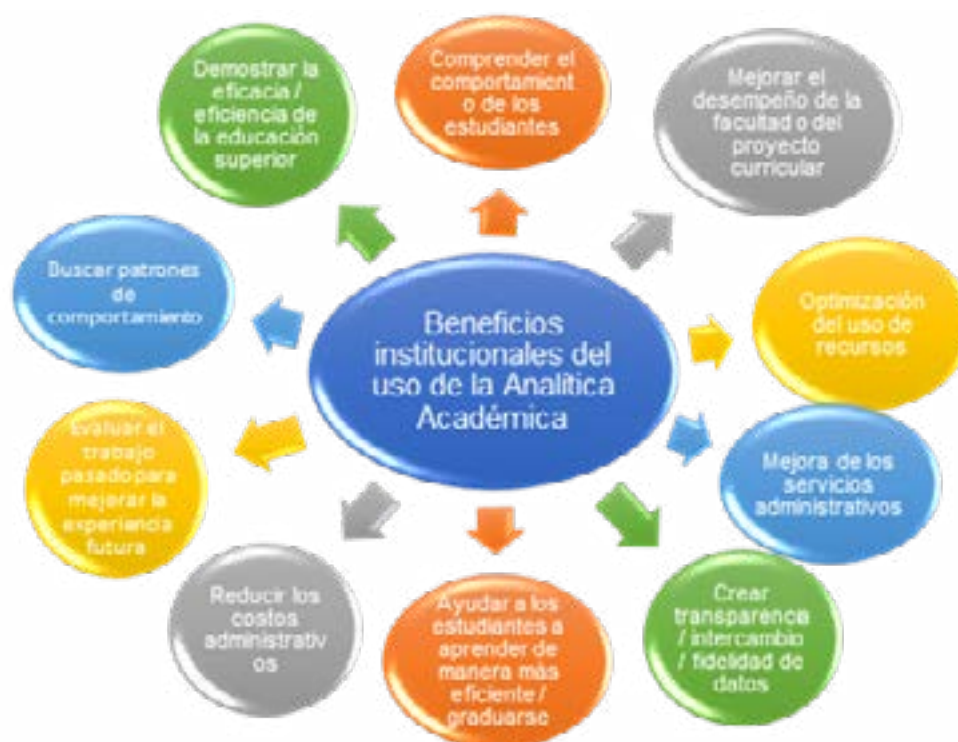 Demostrar la
eficacia /
eficiencia de
la educación
superior
Comprender el
comportamient
o de los
estudiantes
Mejorar el
desempeño de la
facultad o del
proyecto
curricular
Buscar patrones
de
comportamiento
Beneficios
institucionales del
uso de la Analítica
Académica
Optimización
del uso de
recursos
Evaluar el
trabajo
pasado para
mejorar la
experiencia
futura
Mejora de los
servicios
administrativos
Reducir los
costos
administrativ
os
Ayudar a los
estudiantes a
aprender de
manera más
eficiente /
graduarse
Crear
transparencia
/ intercambio
/ fidelidad de
datos